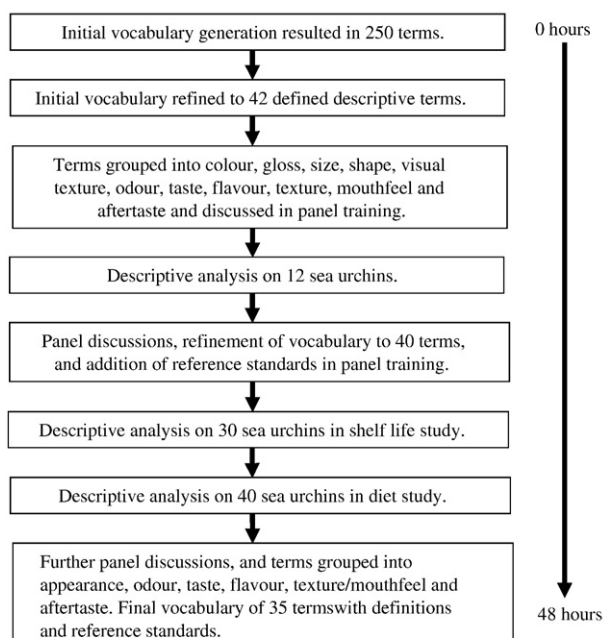 Initial vocabulary generation resulted in 250 terms.
0 hours
Initial vocabulary refined to 42 defined descriptive terms.
Terms grouped into colour, gloss, size, shape, visual
texture, odour, taste, flavour, texture, mouthfeel and
aftertaste and discussed in panel training.
Descriptive analysis on 12 sea urchins.
Panel discussions, refinement of vocabulary to 40 terms,
and addition of reference standards in panel training.
Descriptive analysis on 30 sea urchins in shelf life study.
Descriptive analysis on 40 sea urchins in diet study.
Further panel discussions, and terms grouped into
appearance, odour, taste, flavour, texture/mouthfeel and
aftertaste. Final vocabulary of 35 termswith definitions
and reference standards.
48 hours